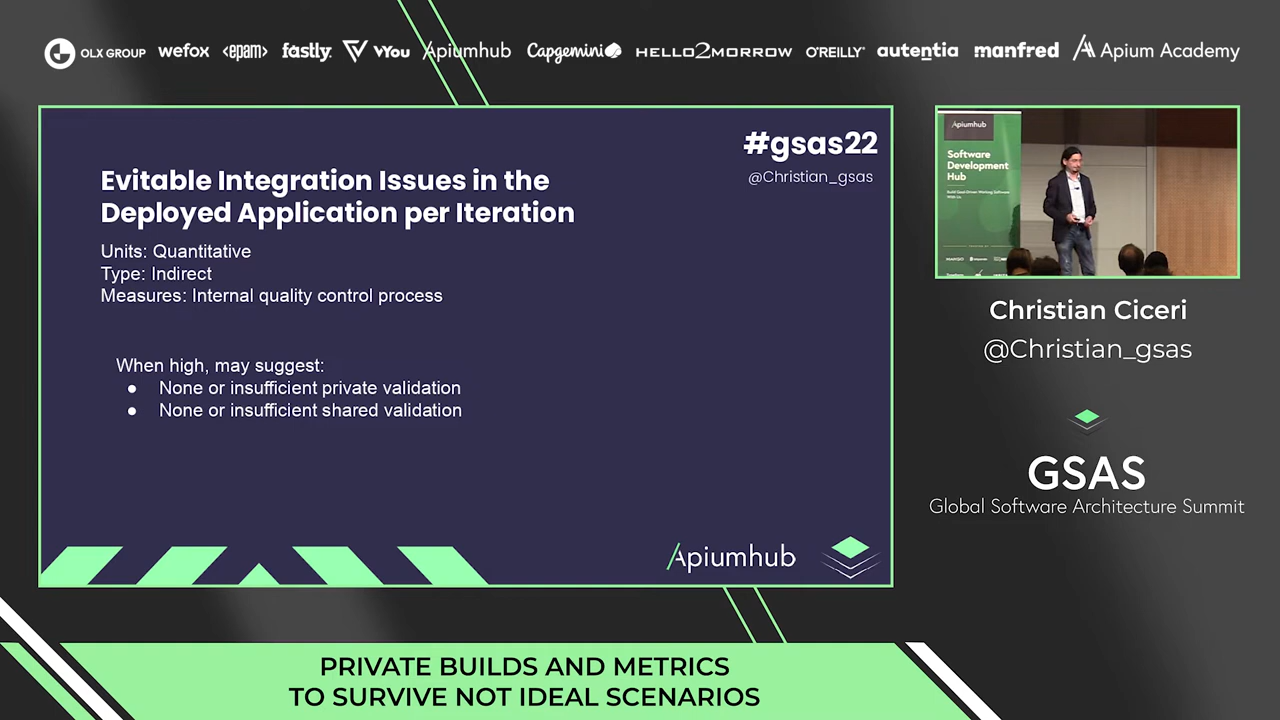 OLX GROUP wefox <epam> fastly. VYou Apiumhub Capgemini HELLO2MORROW O'REILLY® autentia manfred Apium Academy
#gsas22
@Christian_gsas
Evitable Integration Issues in the
Deployed Application per Iteration
Units: Quantitative
Type: Indirect
Measures: Internal quality control process
When high, may suggest:
● None or insufficient private validation
● None or insufficient shared validation
Apiumhub
Apiumhub
Software
Development
Hub
Christian Ciceri
@Christian_gsas
GSAS
Global Software Architecture Summit
PRIVATE BUILDS AND METRICS
TO SURVIVE NOT IDEAL SCENARIOS